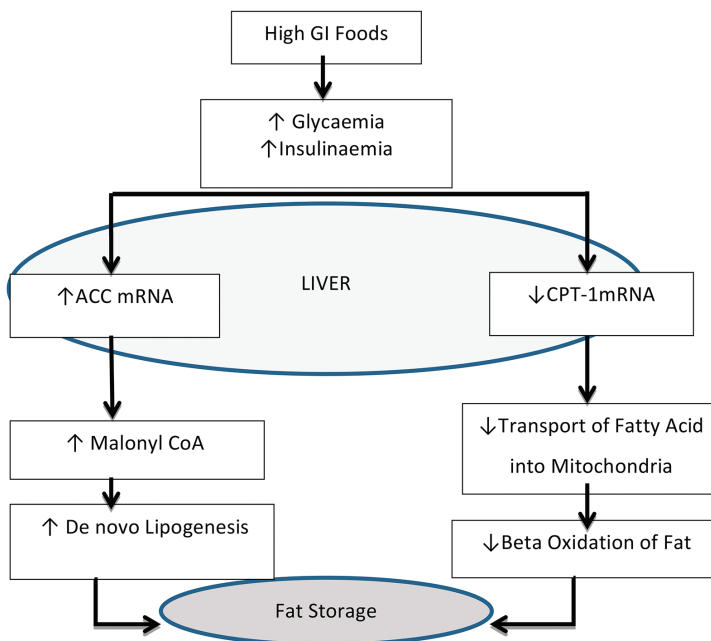 High GI Foods
↑ Glycaemia
↑Insulinaemia
LIVER
↑ACC mRNA
↓CPT-1mRNA
↑ Malonyl CoA
↓Transport of Fatty Acid
into Mitochondria
↑ De novo Lipogenesis
↓Beta Oxidation of Fat
Fat Storage